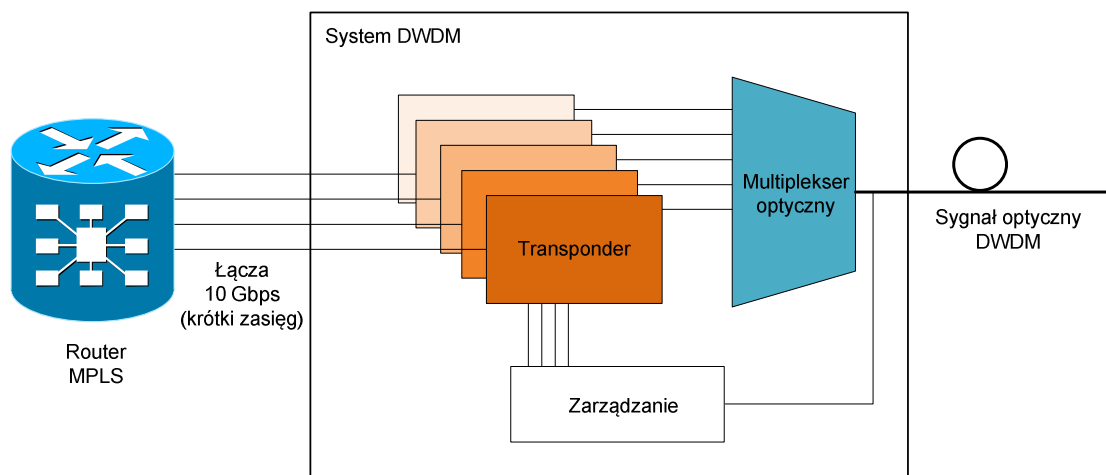 System DWDM
Multiplekser
optyczny
Transponder
Sygnał optyczny
DWDM
Łącza
10 Gbps
(krótki zasięg)
Router
MPLS
Zarządzanie